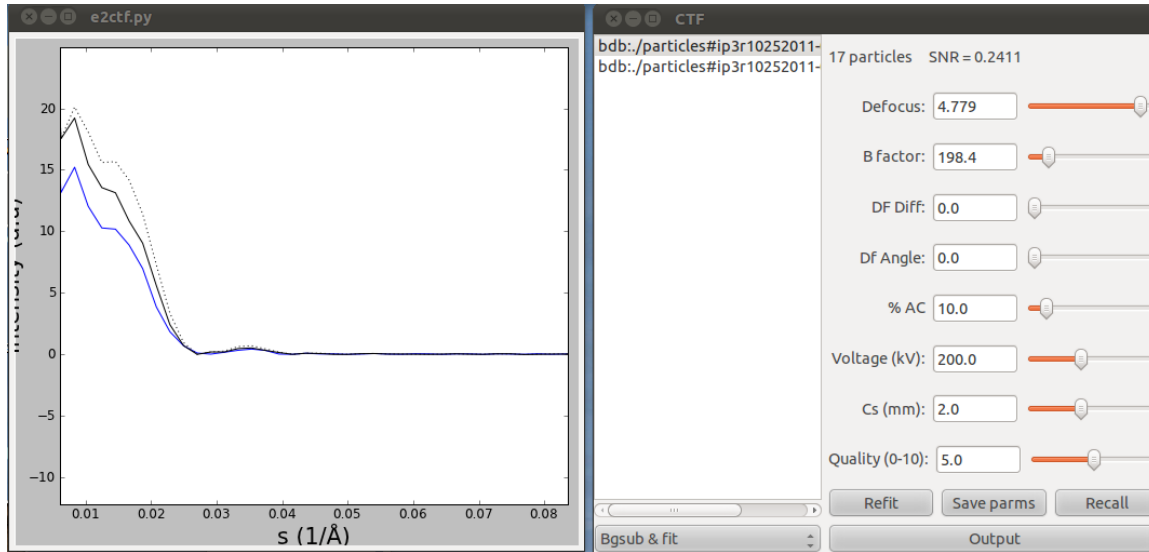 e2ctf.py
20
15
10
5
0
−5
−10
0.01 0.02 0.03 0.04 0.05 0.06 0.07 0.08
s (1/Å)
CTF
bdb:./particles#ip3r10252011-
bdb:./particles#ip3r10252011-
17 particles SNR = 0.2411
Defocus: 4.779
B factor: 198.4
DF Diff: 0.0
Df Angle: 0.0
% AC 10.0
Voltage (kV): 200.0
Cs (mm): 2.0
Quality (0-10): 5.0
Refit Save parms Recall
Bgsub & fit
Output